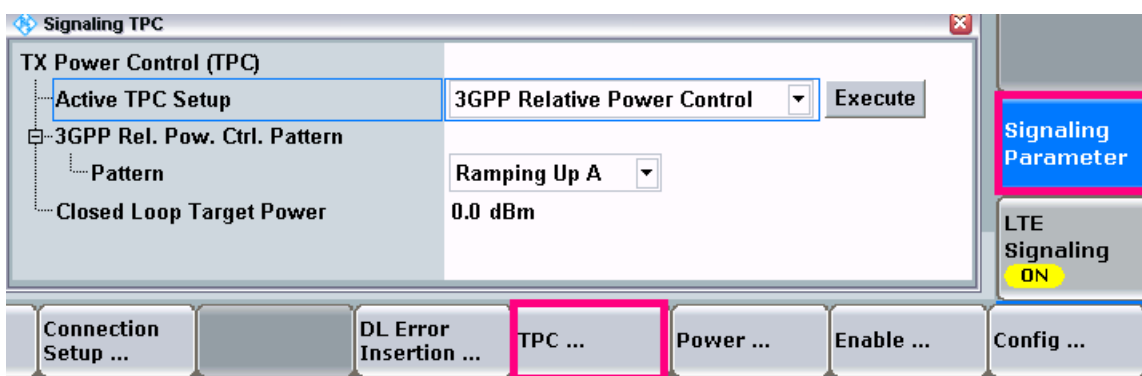 Signaling TPC
TX Power Control (TPC)
Active TPC Setup
3GPP Relative Power Control
Execute
3GPP Rel. Pow. Ctrl. Pattern
Pattern
Ramping Up A
Closed Loop Target Power
0.0 dBm
Signaling
Parameter
LTE
Signaling
ON
Connection
Setup ...
DL Error
Insertion ...
TPC ...
Power ...
Enable ...
Config ...